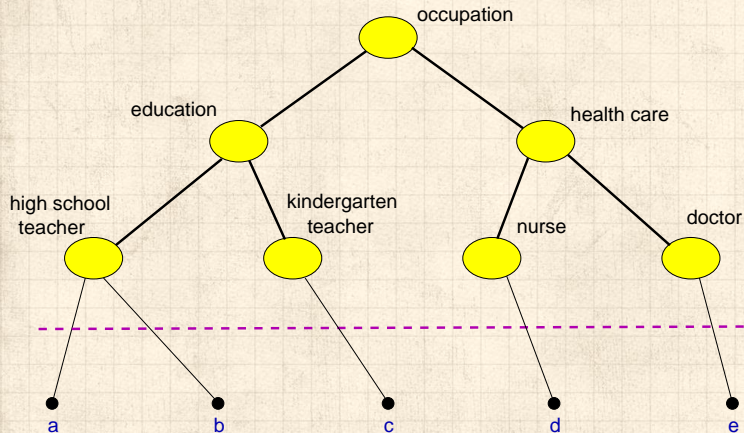 occupation
education
health care
high school
teacher
kindergarten
teacher
nurse
doctor
a
b
c
d
e